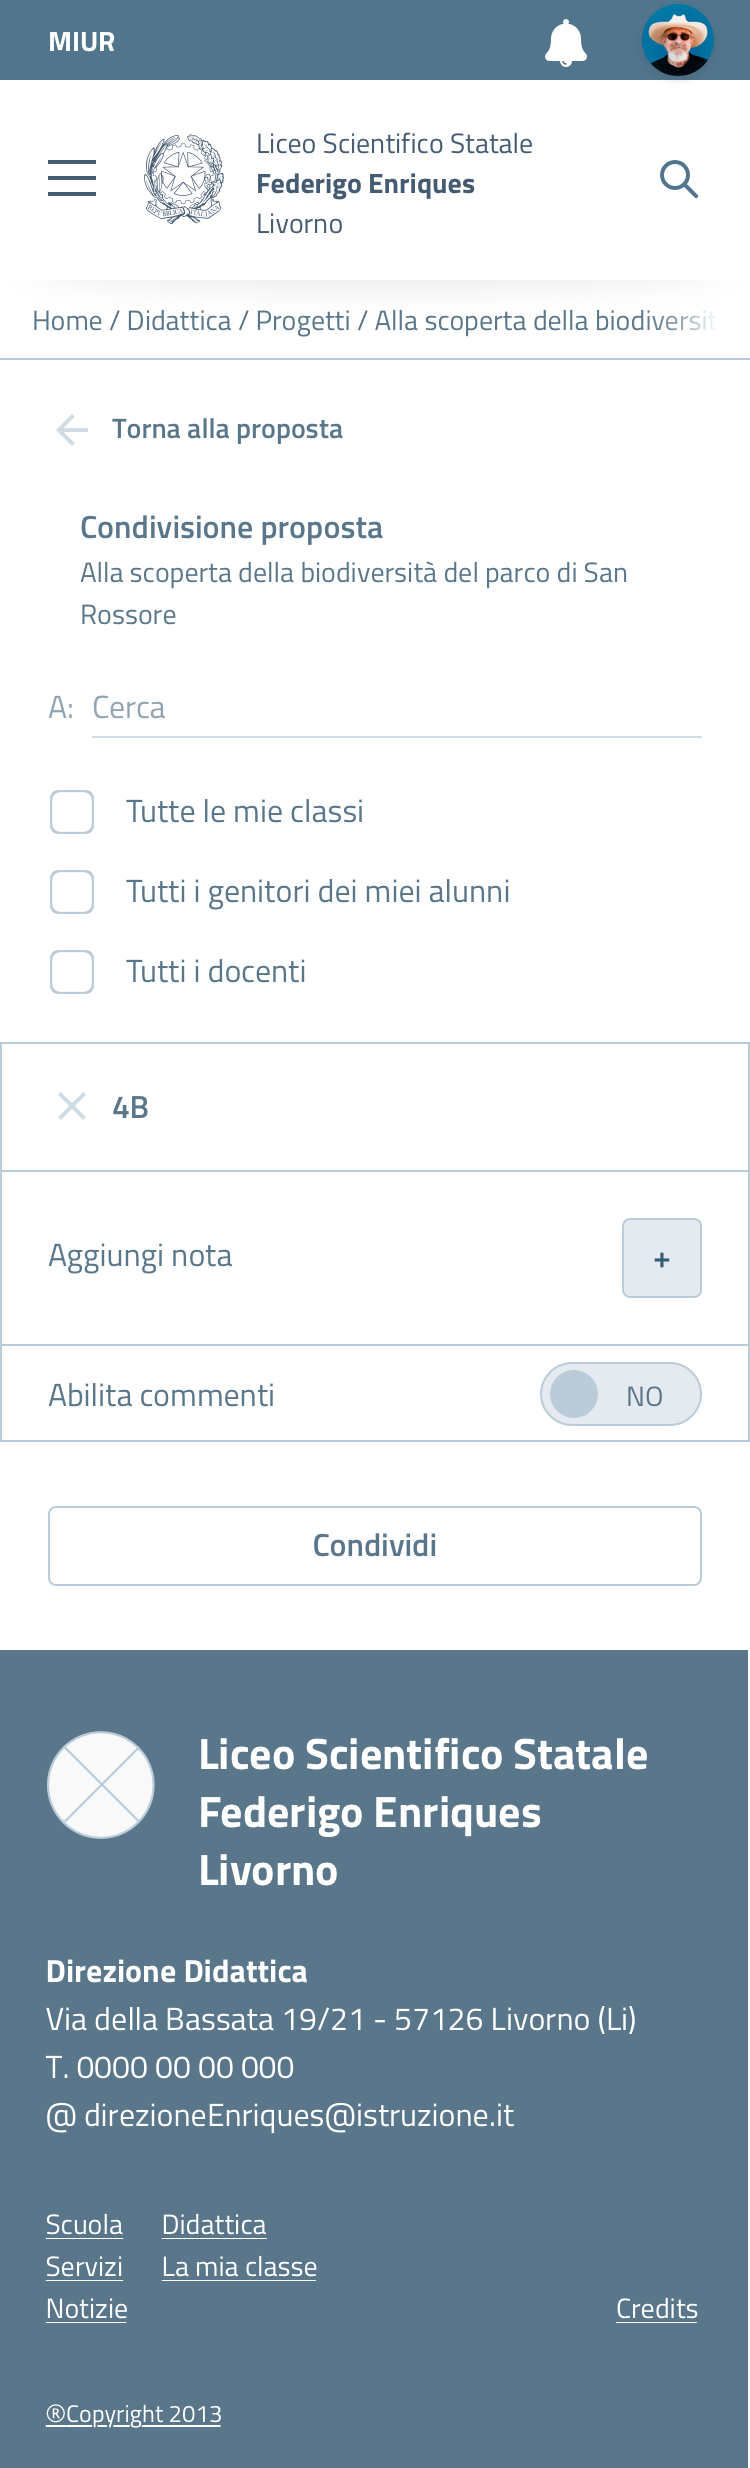 MIUR
Liceo Scientifico Statale
Federigo Enriques
Livorno
REPVBBLICA ITALIANA
Home / Didattica / Progetti / Alla scoperta della biodiversit
Torna alla proposta
Condivisione proposta
Alla scoperta della biodiversità del parco di San
Rossore
A: Cerca
Tutte le mie classi
Tutti i genitori dei miei alunni
Tutti i docenti
4B
Aggiungi nota
+
Abilita commenti NO
Condividi
Liceo Scientifico Statale
Federigo Enriques
Livorno
Direzione Didattica
Via della Bassata 19/21 - 57126 Livorno (Li)
T. 0000 00 00 000
@ direzioneEnriques@istruzione.it
Scuola Didattica
Servizi La mia classe
Notizie Credits
®Copyright 2013